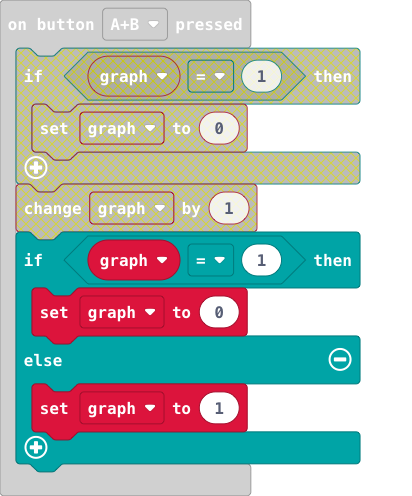 on button A+B pressed
if graph = 1 then
set graph to 0
change graph by 1
if graph = 1 then
set graph to 0
else
set graph to 1